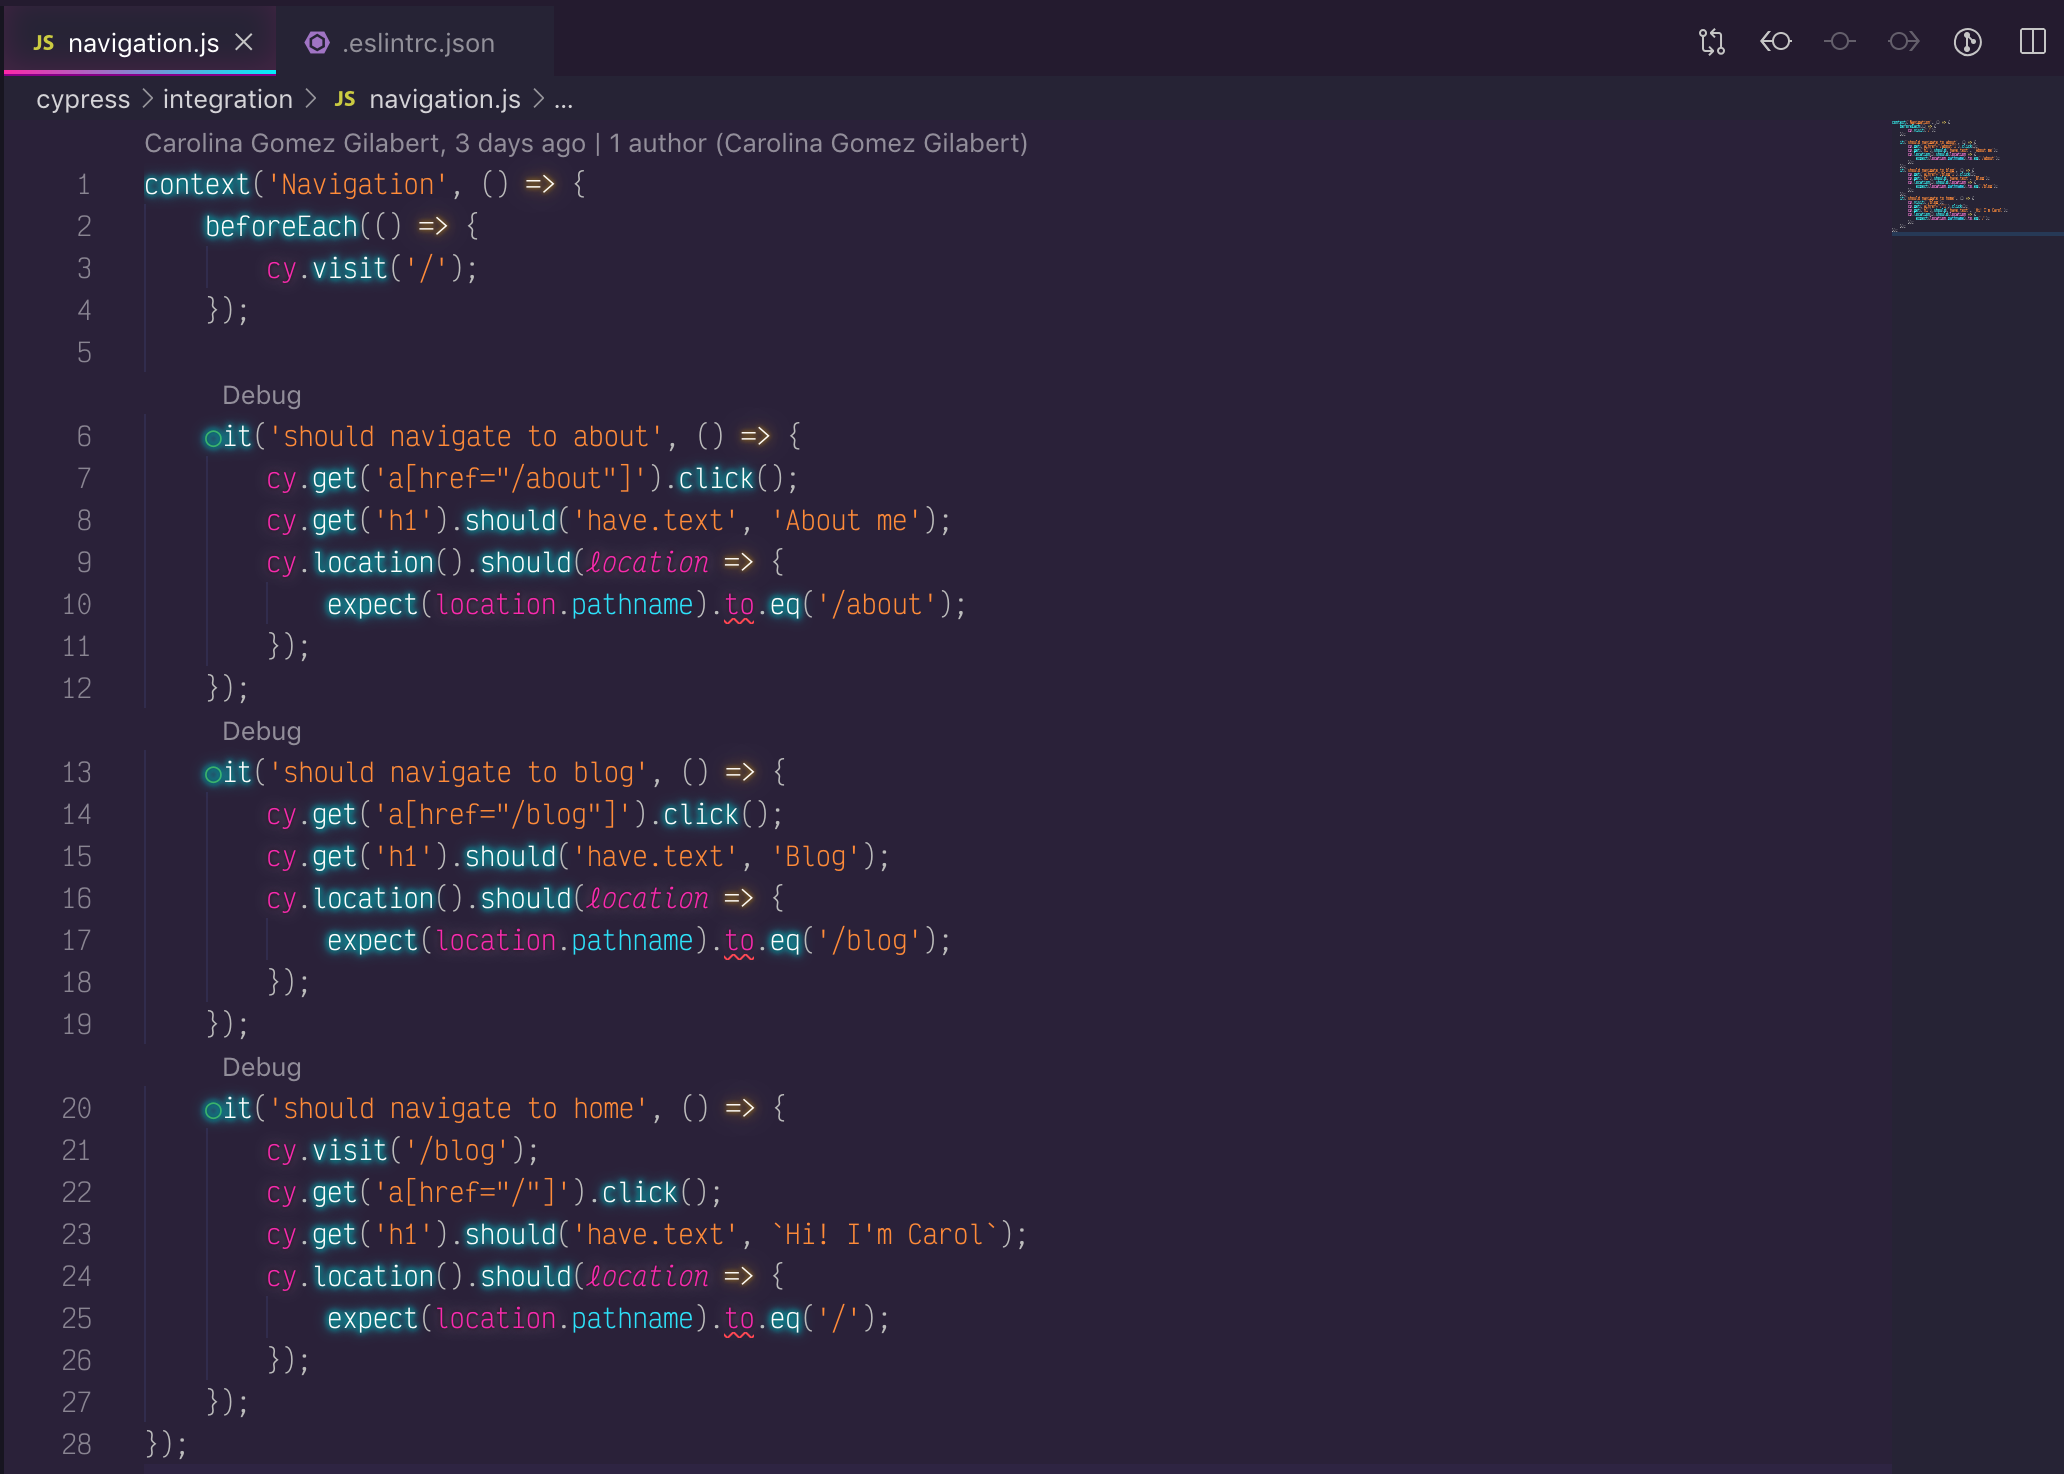 JS navigation.js
.eslintrc.json
cypress > integration > JS navigation.js > ...
Carolina Gomez Gilabert, 3 days ago | 1 author (Carolina Gomez Gilabert)
1 context('Navigation', () => {
2     beforeEach(() => {
3         cy.visit('/');
4     });
5
Debug
6     it('should navigate to about', () => {
7         cy.get('a[href="/about"]').click();
8         cy.get('h1').should('have.text', 'About me');
9         cy.location().should(location => {
10             expect(location.pathname).to.eq('/about');
11         });
12     });
Debug
13     it('should navigate to blog', () => {
14         cy.get('a[href="/blog"]').click();
15         cy.get('h1').should('have.text', 'Blog');
16         cy.location().should(location => {
17             expect(location.pathname).to.eq('/blog');
18         });
19     });
Debug
20     it('should navigate to home', () => {
21         cy.visit('/blog');
22         cy.get('a[href="/"]').click();
23         cy.get('h1').should('have.text', `Hi! I'm Carol`);
24         cy.location().should(location => {
25             expect(location.pathname).to.eq('/');
26         });
27     });
28 });